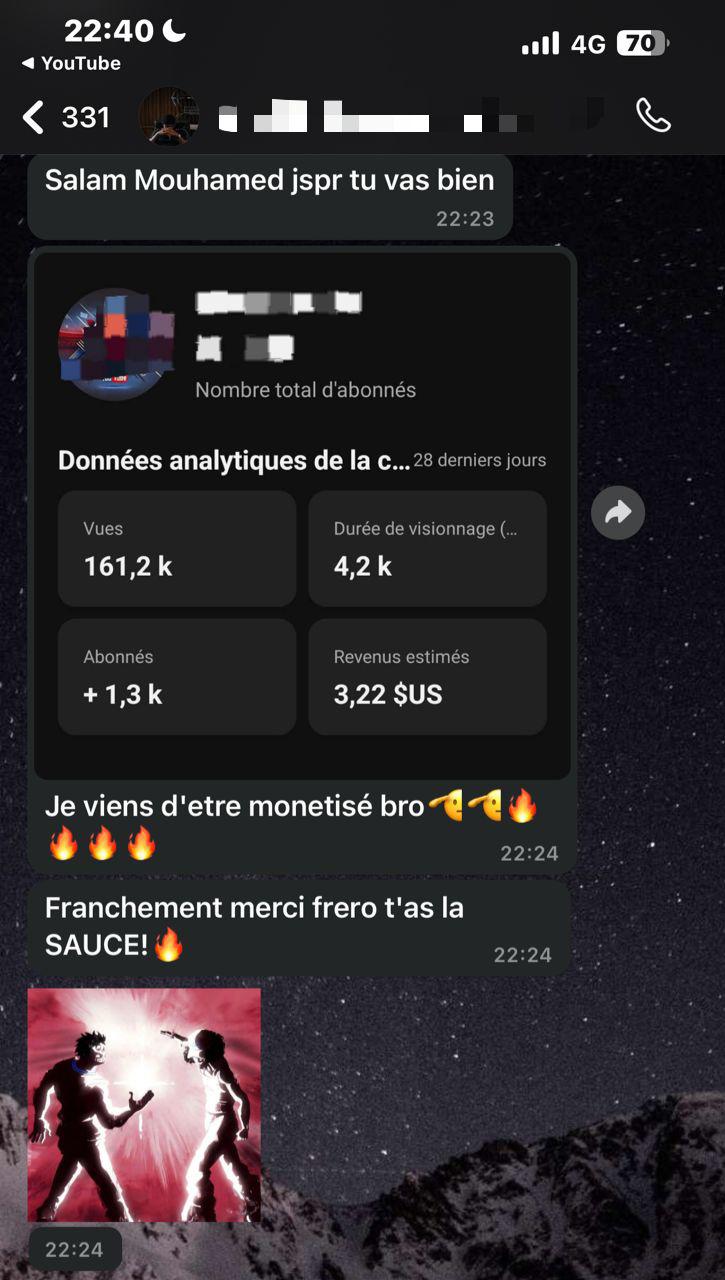 22:40
4G
70
YouTube
331
Salam Mouhamed jspr tu vas bien
22:23
Nombre total d'abonnés
Données analytiques de la c... 28 derniers jours
Vues
161,2 k
Durée de visionnage (...
4,2 k
Abonnés
+ 1,3 k
Revenus estimés
3,22 $US
Je viens d'etre monetisé bro🫡🫡🔥
🔥🔥🔥
22:24
Franchement merci frero t'as la
SAUCE!🔥
22:24
22:24